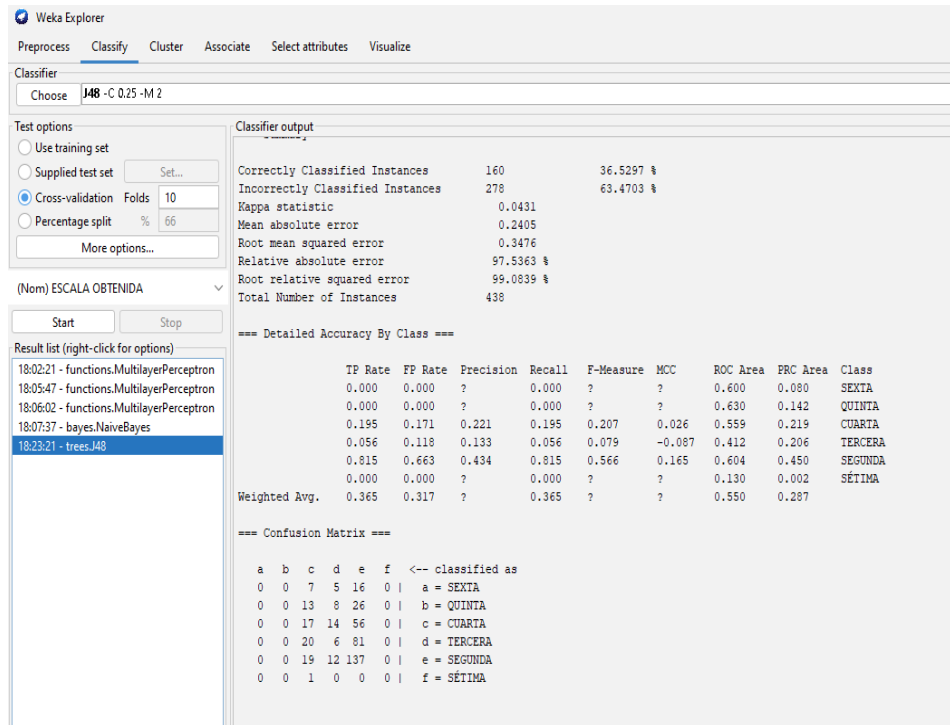 Weka Explorer
Preprocess Classify Cluster Associate Select attributes Visualize
Classifier
Choose J48 -C 0.25 -M 2
Test options
Use training set
Supplied test set Set...
Cross-validation Folds 10
Percentage split % 66
More options...
(Nom) ESCALA OBTENIDA
Start Stop
Result list (right-click for options)
18:02:21 - functions.MultilayerPerceptron
18:05:47 - functions.MultilayerPerceptron
18:06:02 - functions.MultilayerPerceptron
18:07:37 - bayes.NaiveBayes
18:23:21 - trees.J48
Classifier output
Correctly Classified Instances 160 36.5297 %
Incorrectly Classified Instances 278 63.4703 %
Kappa statistic 0.0431
Mean absolute error 0.2405
Root mean squared error 0.3476
Relative absolute error 97.5363 %
Root relative squared error 99.0839 %
Total Number of Instances 438
=== Detailed Accuracy By Class ===
TP Rate FP Rate Precision Recall F-Measure MCC ROC Area PRC Area Class
0.000 0.000 ? 0.000 ? ? 0.600 0.080 SEXTA
0.000 0.000 ? 0.000 ? ? 0.630 0.142 QUINTA
0.195 0.171 0.221 0.195 0.207 0.026 0.559 0.219 CUARTA
0.056 0.118 0.133 0.056 0.079 -0.087 0.412 0.206 TERCERA
0.815 0.663 0.434 0.815 0.566 0.165 0.604 0.450 SEGUNDA
0.000 0.000 ? 0.000 ? ? 0.130 0.002 SÉTIMA
Weighted Avg. 0.365 0.317 ? 0.365 ? ? 0.550 0.287
=== Confusion Matrix ===
a b c d e f <-- classified as
0 0 7 5 16 0 | a = SEXTA
0 0 13 8 26 0 | b = QUINTA
0 0 17 14 56 0 | c = CUARTA
0 0 20 6 81 0 | d = TERCERA
0 0 19 12 137 0 | e = SEGUNDA
0 0 1 0 0 0 | f = SÉTIMA